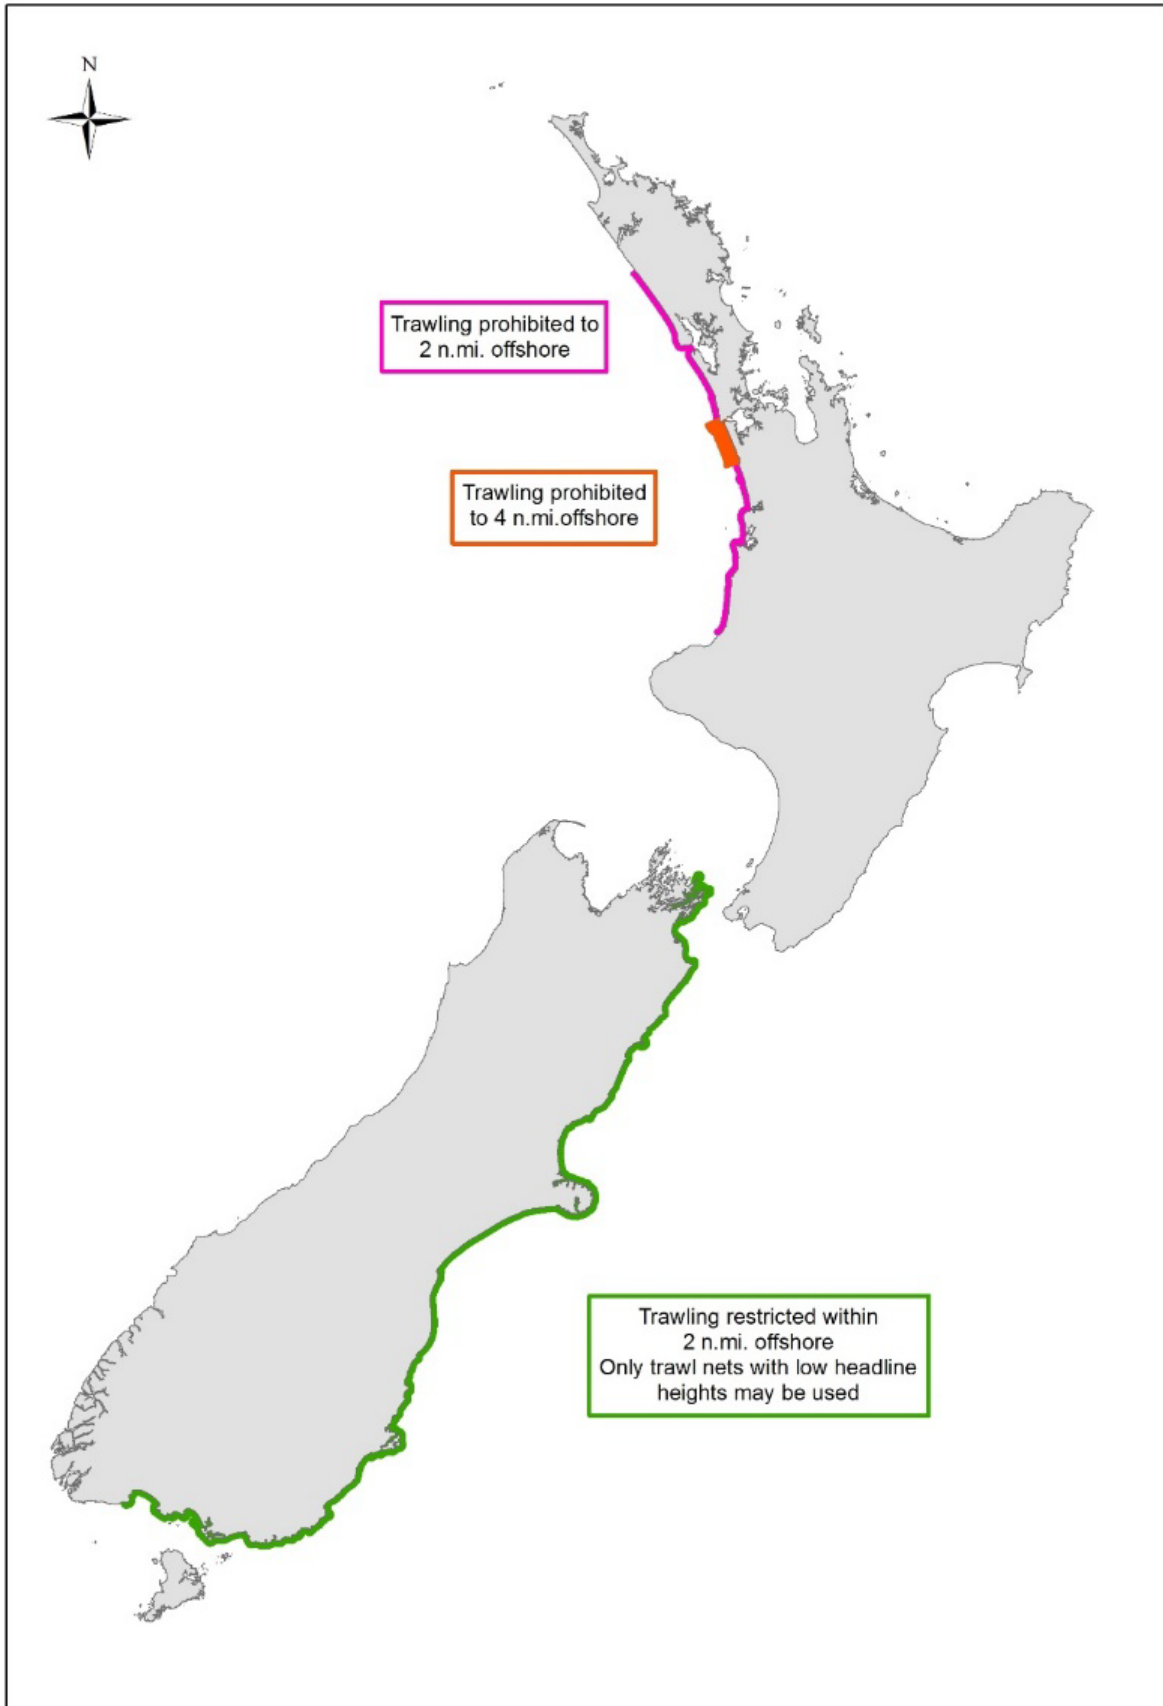 N
Trawling prohibited to
2 n.mi. offshore
Trawling prohibited
to 4 n.mi.offshore
Trawling restricted within
2 n.mi. offshore
Only trawl nets with low headline
heights may be used